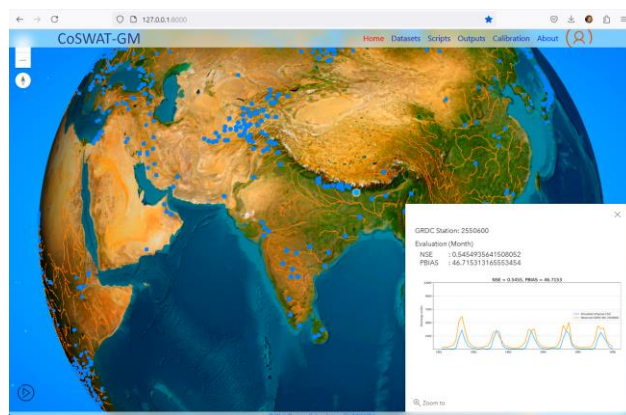 127.0.0.1:8000
CoSWAT-GM
Home Datasets Scripts Outputs Calibration About
GRDC Station: 2550600
Evaluation (Month)
NSE : 0.5454935641508052
PBIAS : 46.715313165553454
NSE = 0.5455, PBIAS = 46.7153
Zoom to